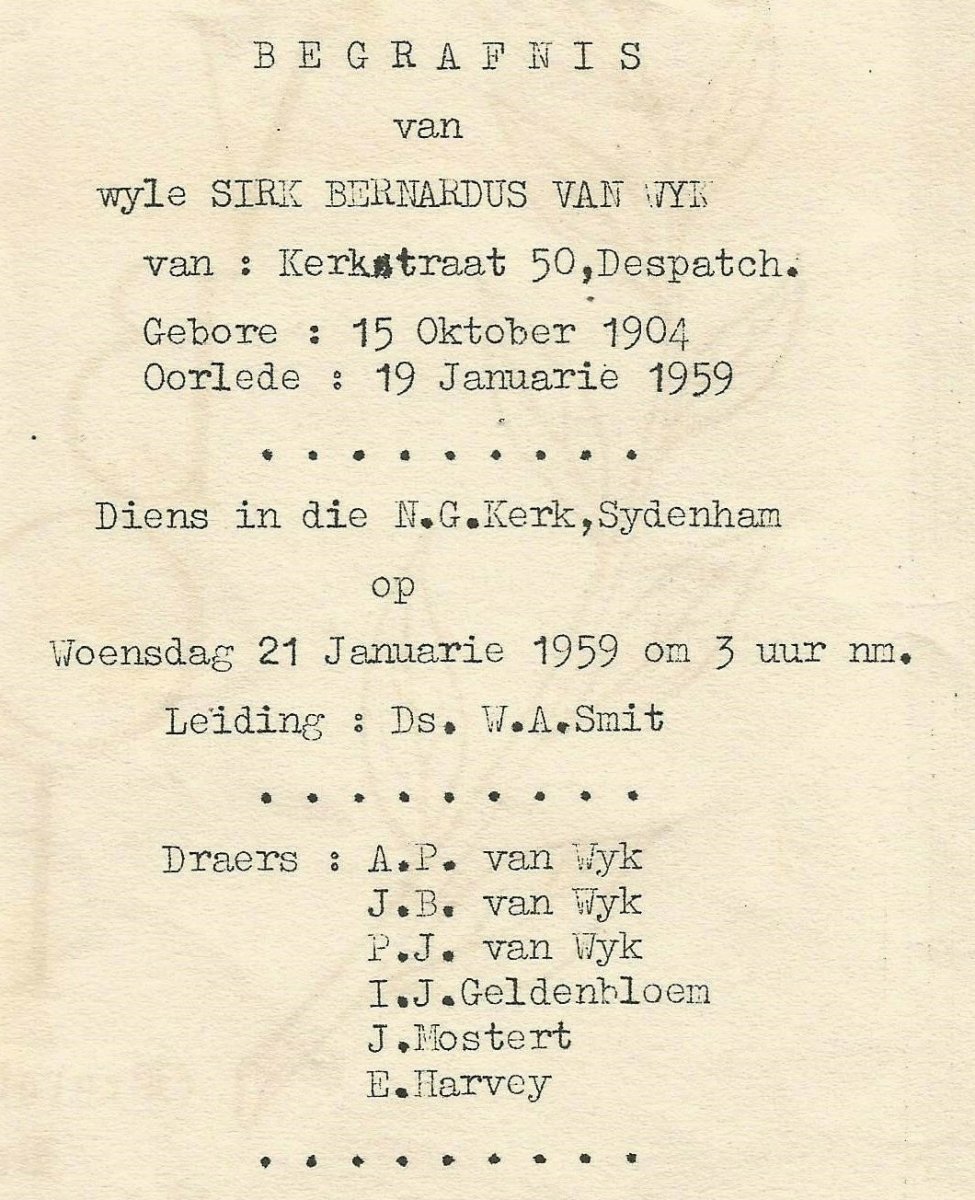 B E G R A F N I S
van
wyle SIRK BERNARDUS VAN WYK
van : Kerkstraat 50,Despatch.
Gebore : 15 Oktober 1904
Oorlede : 19 Januarie 1959
. . . . . . . . .
Diens in die N.G.Kerk,Sydenham
op
Woensdag 21 Januarie 1959 om 3 uur nm.
Leiding : Ds. W.A.Smit
. . . . . . . . .
Draers : A.P. van Wyk
J.B. van Wyk
P.J. van Wyk
I.J.Geldenbloem
J.Mostert
E.Harvey
. . . . . . . . .